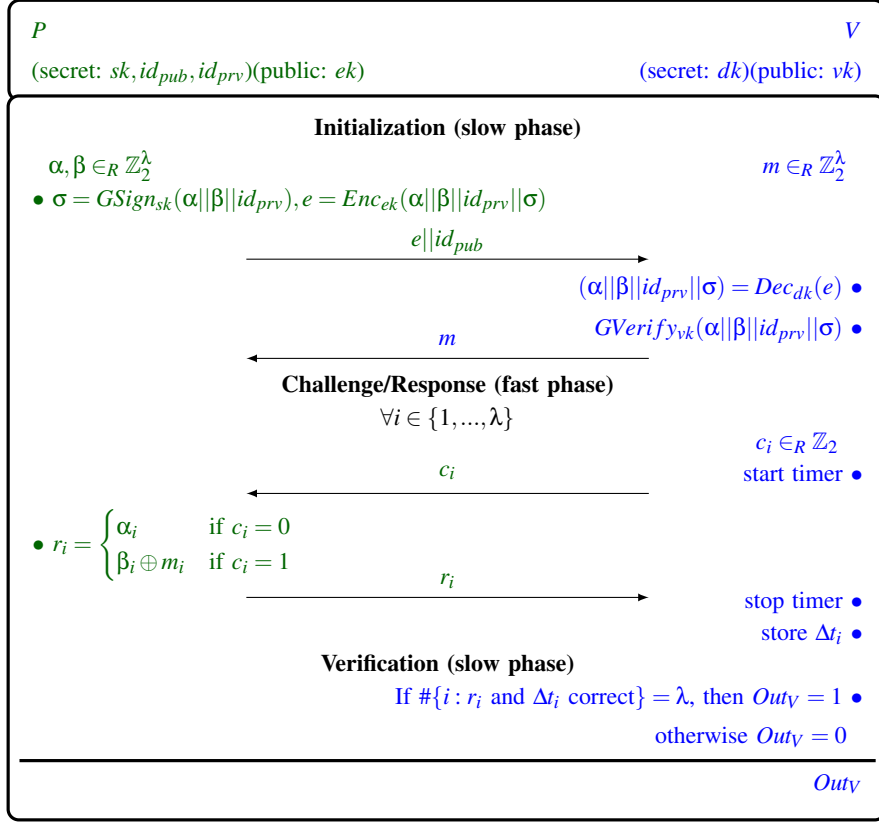 P V
(secret: sk, id_pub, id_prv)(public: ek) (secret: dk)(public: vk)
Initialization (slow phase)
α, β ∈_R ℤ_2^λ m ∈_R ℤ_2^λ
• σ = GSign_sk(α||β||id_prv), e = Enc_ek(α||β||id_prv||σ)
e||id_pub
(α||β||id_prv||σ) = Dec_dk(e) •
GVerify_vk(α||β||id_prv||σ) •
m
Challenge/Response (fast phase)
∀i ∈ {1,...,λ}
c_i ∈_R ℤ_2
c_i
start timer •
• r_i = { α_i if c_i = 0
β_i ⊕ m_i if c_i = 1
r_i
stop timer •
store Δt_i •
Verification (slow phase)
If #{i : r_i and Δt_i correct} = λ, then Out_V = 1 •
otherwise Out_V = 0
Out_V